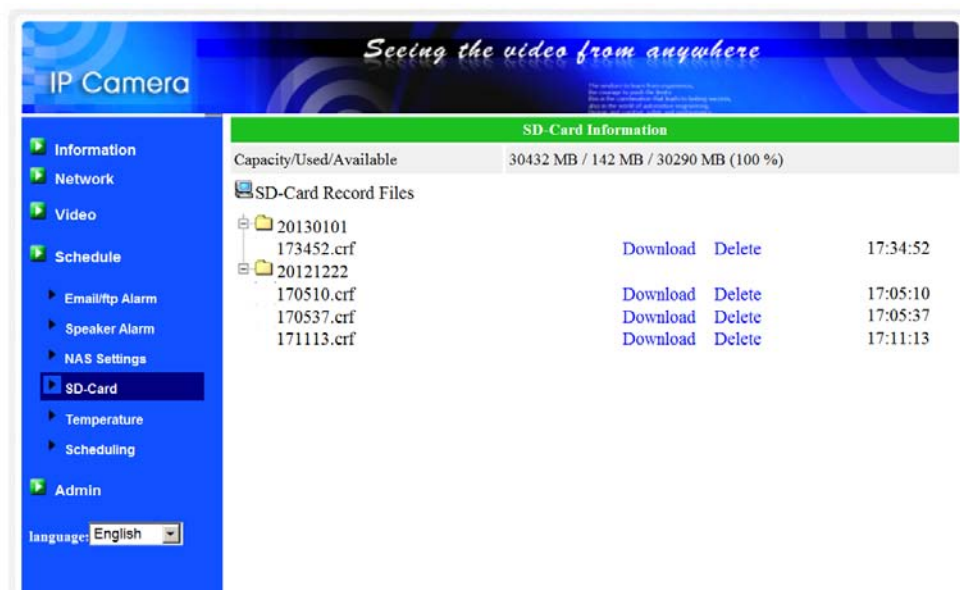 Seeing the video from anywhere
IP Camera
Information
Network
Video
Schedule
Email/ftp Alarm
Speaker Alarm
NAS Settings
SD-Card
Temperature
Scheduling
Admin
language: English
SD-Card Information
Capacity/Used/Available 30432 MB / 142 MB / 30290 MB (100 %)
SD-Card Record Files
20130101
173452.crf Download Delete 17:34:52
20121222
170510.crf Download Delete 17:05:10
170537.crf Download Delete 17:05:37
171113.crf Download Delete 17:11:13